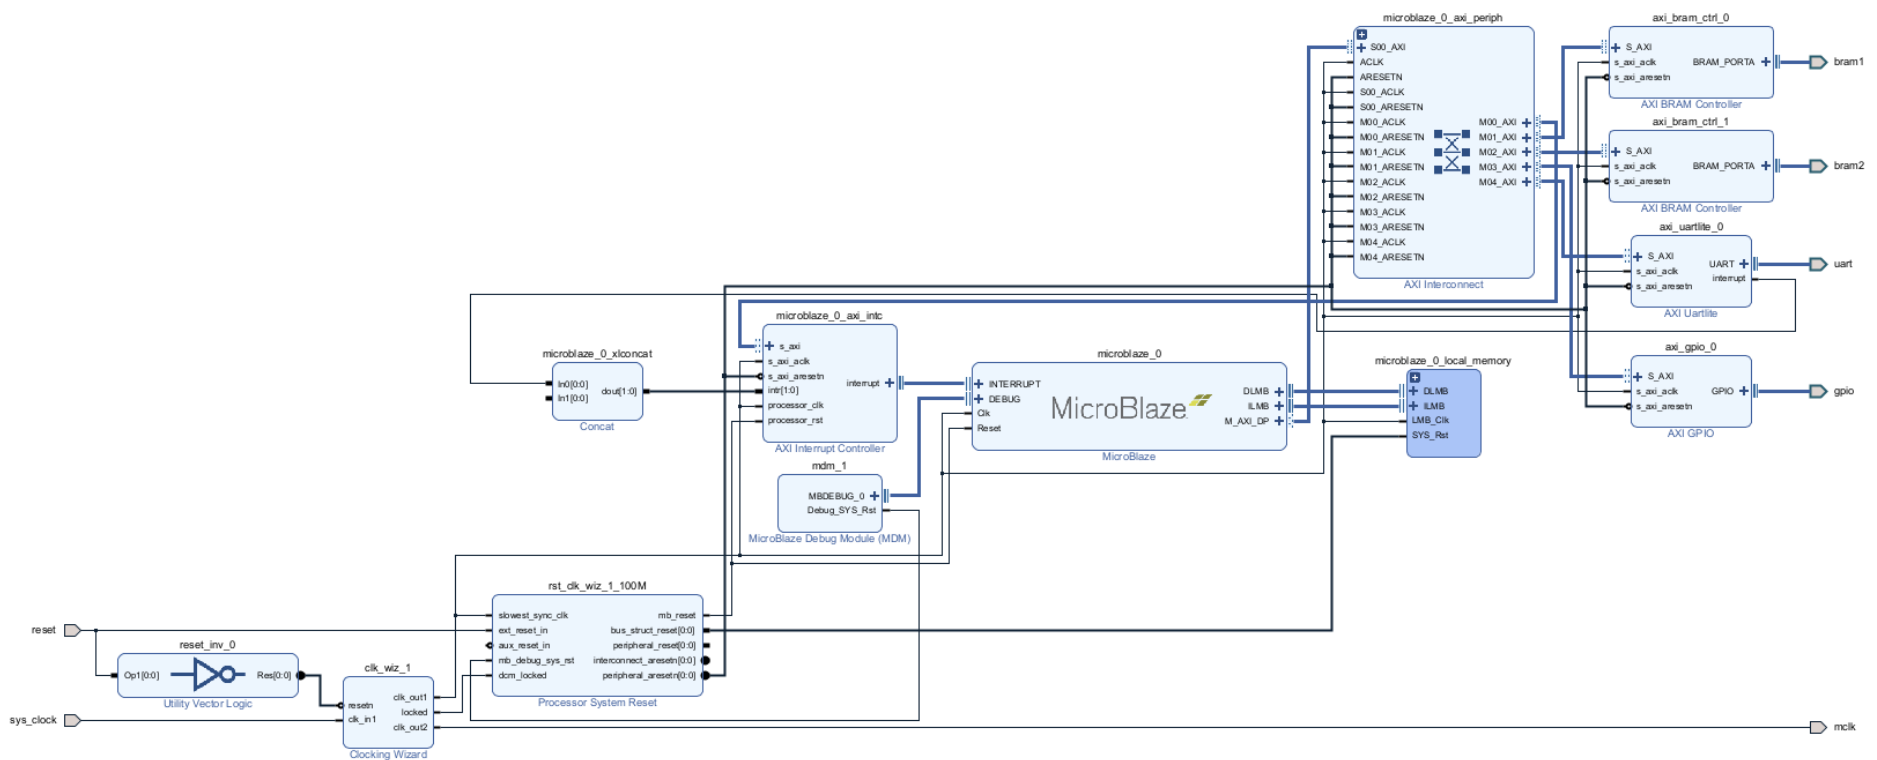 microblaze_0_axi_periph
S00_AXI
ACLK
ARESETN
S00_ACLK
S00_ARESETN
M00_ACLK
M00_ARESETN
M01_ACLK
M01_ARESETN
M02_ACLK
M02_ARESETN
M03_ACLK
M03_ARESETN
M04_ACLK
M04_ARESETN
M00_AXI
M01_AXI
M02_AXI
M03_AXI
M04_AXI
AXI Interconnect
axi_bram_ctrl_0
S_AXI
s_axi_aclk
s_axi_aresetn
BRAM_PORTA
AXI BRAM Controller
bram1
axi_bram_ctrl_1
S_AXI
s_axi_aclk
s_axi_aresetn
BRAM_PORTA
AXI BRAM Controller
bram2
axi_uartlite_0
S_AXI
s_axi_aclk
s_axi_aresetn
UART
interrupt
AXI Uartlite
uart
axi_gpio_0
S_AXI
s_axi_aclk
s_axi_aresetn
GPIO
AXI GPIO
gpio
microblaze_0_xlconcat
In0[0:0]
In1[0:0]
dout[1:0]
Concat
microblaze_0_axi_intc
s_axi
s_axi_aclk
s_axi_aresetn
intr[1:0]
processor_clk
processor_rst
interrupt
AXI Interrupt Controller
microblaze_0
INTERRUPT
DEBUG
Clk
Reset
MicroBlaze
DLMB
ILMB
M_AXI_DP
MicroBlaze
microblaze_0_local_memory
DLMB
ILMB
LMB_Clk
SYS_Rst
mdm_1
MBDEBUG_0
Debug_SYS_Rst
MicroBlaze Debug Module (MDM)
rst_clk_wiz_1_100M
slowest_sync_clk
ext_reset_in
aux_reset_in
mb_debug_sys_rst
dcm_locked
mb_reset
bus_struct_reset[0:0]
peripheral_reset[0:0]
interconnect_aresetn[0:0]
peripheral_aresetn[0:0]
Processor System Reset
reset
reset_inv_0
Op1[0:0]
Res[0:0]
Utility Vector Logic
sys_clock
clk_wiz_1
resetn
clk_in1
clk_out1
locked
clk_out2
Clocking Wizard
mclk